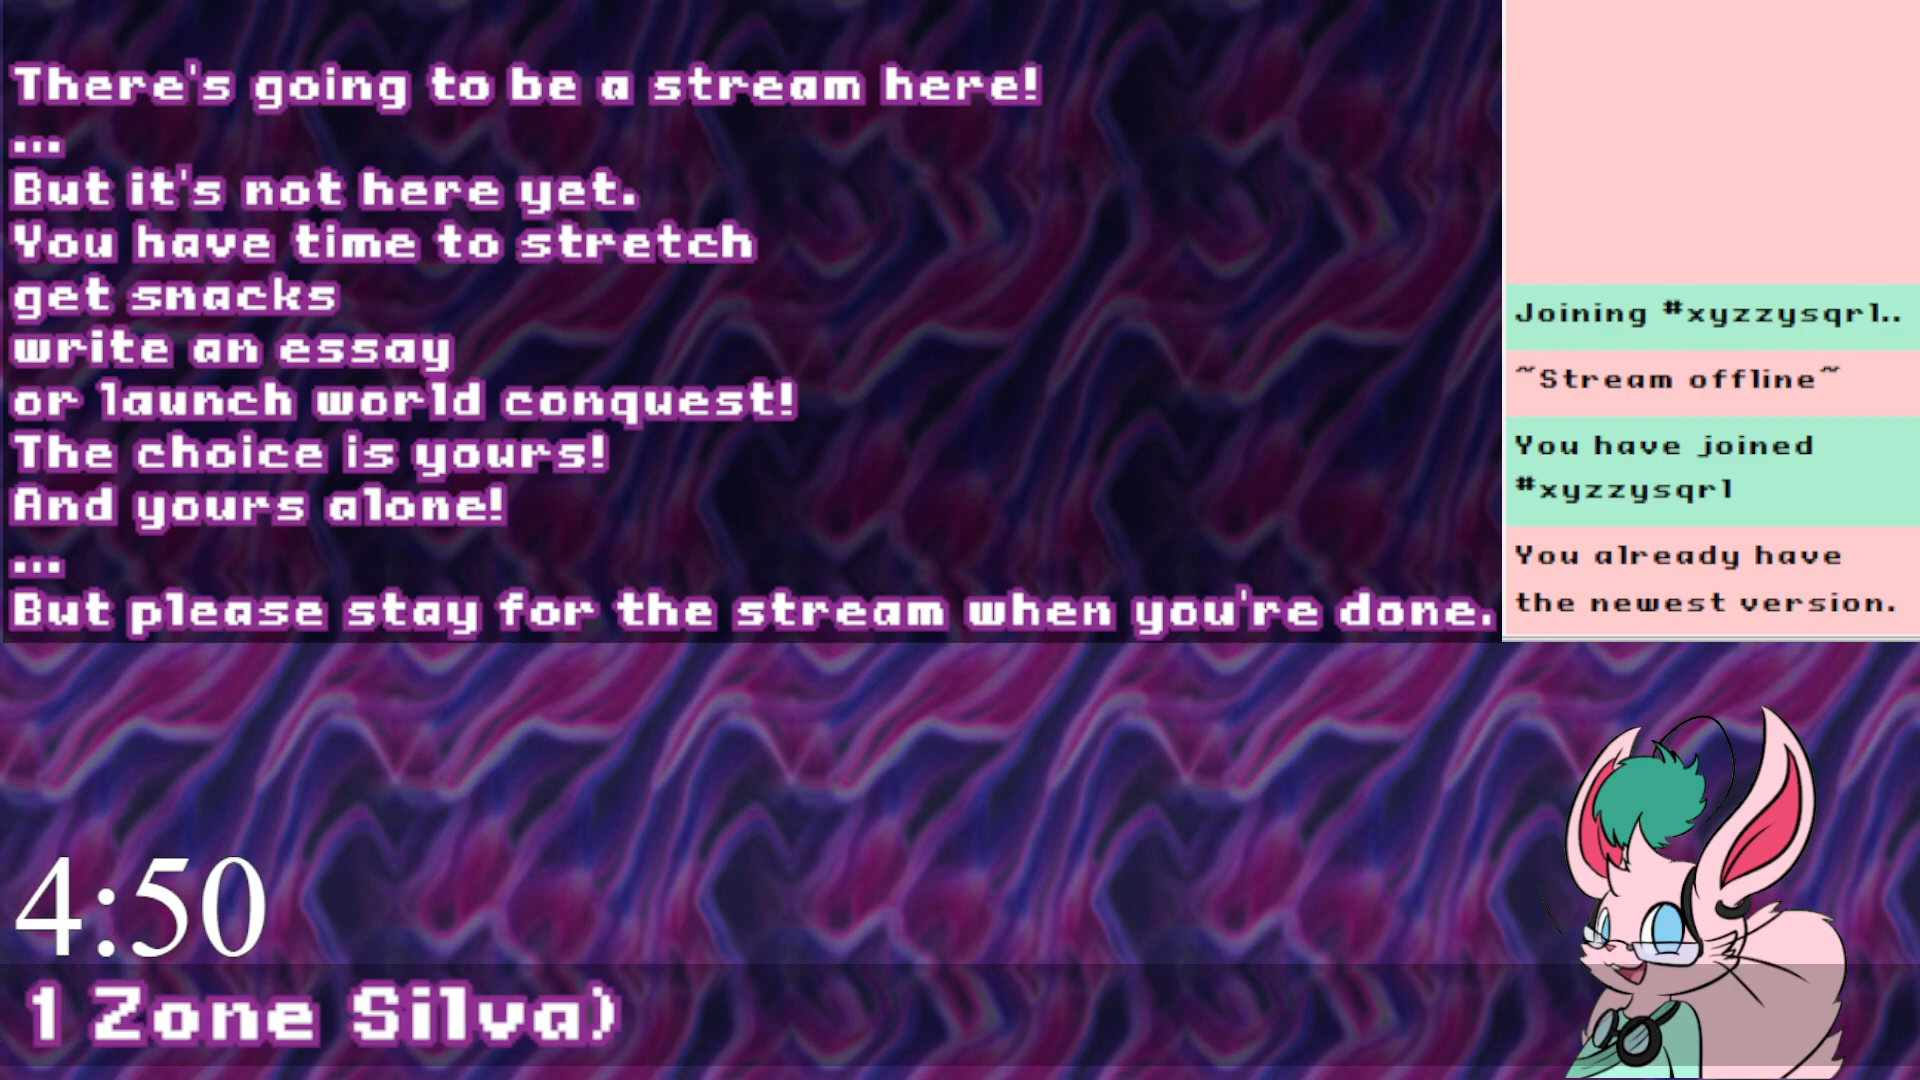 There's going to be a stream here!
...
But it's not here yet.
You have time to stretch
get snacks
write an essay
or launch world conquest!
The choice is yours!
And yours alone!
...
But please stay for the stream when you're done.
Joining #xyzzysqrl..
~Stream offline~
You have joined
#xyzzysqrl
You already have
the newest version.
4:50
1 Zone Silva)